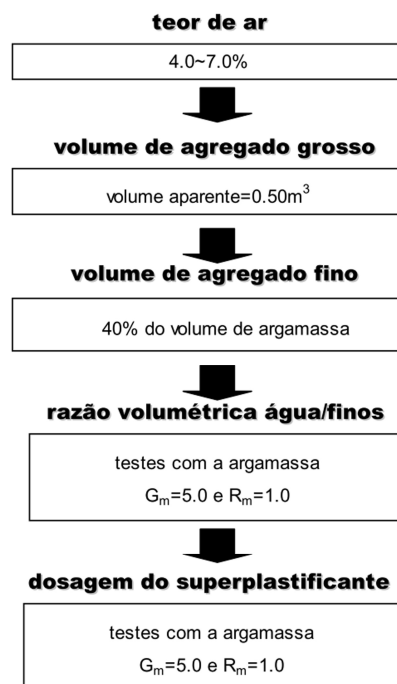 teor de ar
4.0~7.0%
volume de agregado grosso
volume aparente=0.50m³
volume de agregado fino
40% do volume de argamassa
razão volumétrica água/finos
testes com a argamassa
Gm=5.0 e Rm=1.0
dosagem do superplastificante
testes com a argamassa
Gm=5.0 e Rm=1.0